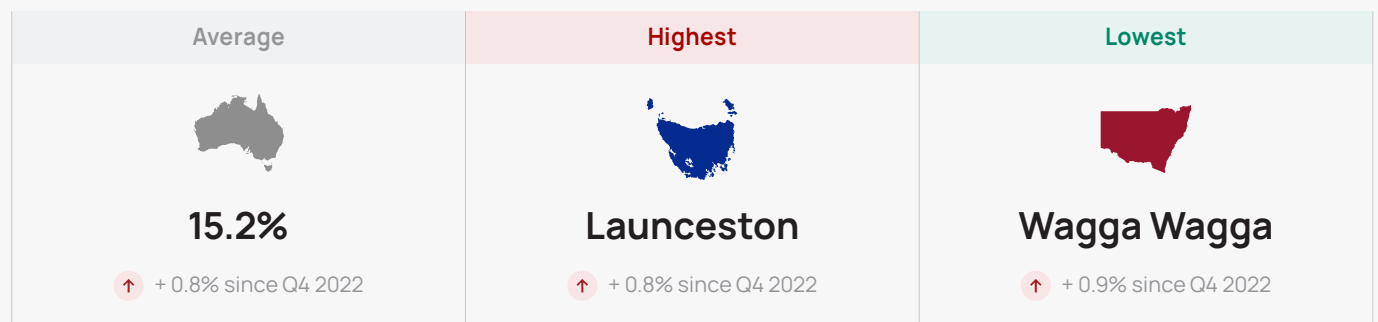 Average
Highest
Lowest
15.2%
Launceston
Wagga Wagga
+ 0.8% since Q4 2022
+ 0.8% since Q4 2022
+ 0.9% since Q4 2022